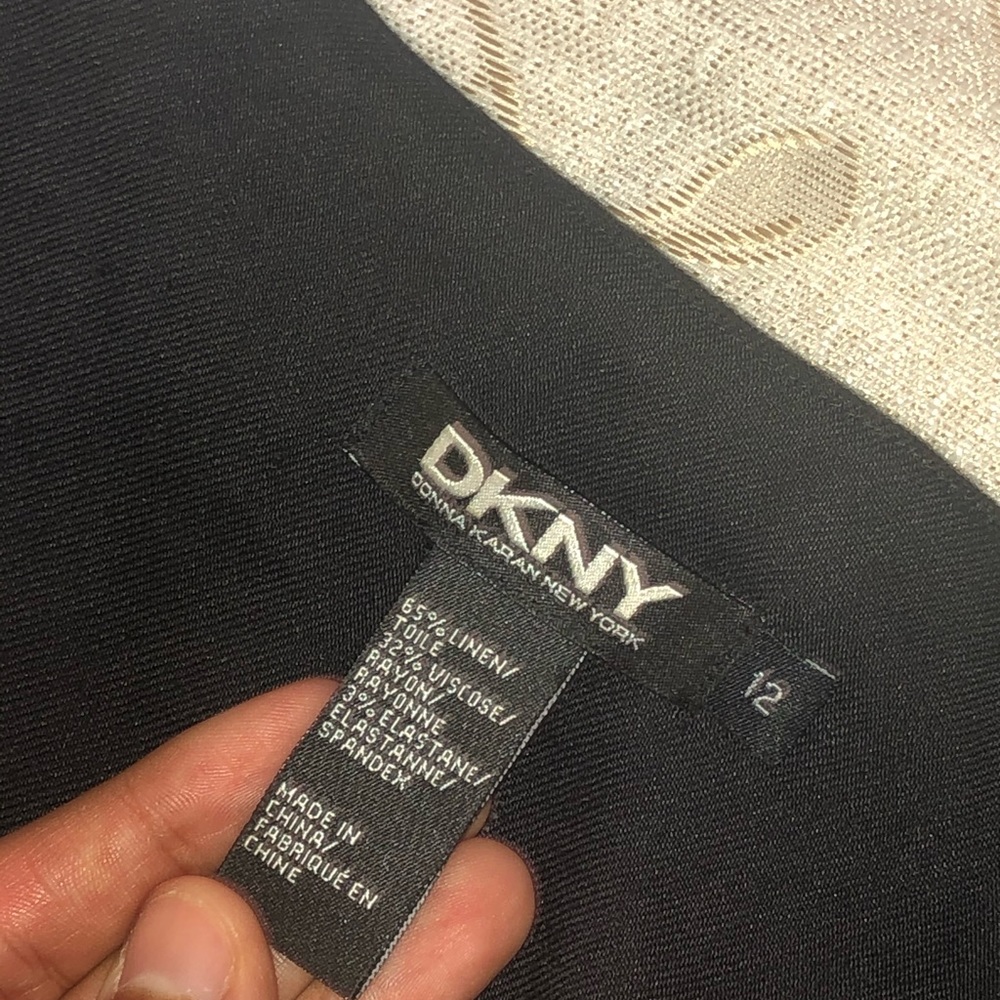 DKNY
DONNA KARAN NEW YORK
12
65% LINEN/
TOILE
32% VISCOSE/
RAYON/
RAYONNE
3% ELASTANE/
ELASTANNE/
SPANDEX
MADE IN
CHINA/
FABRIQUÉ EN
CHINE